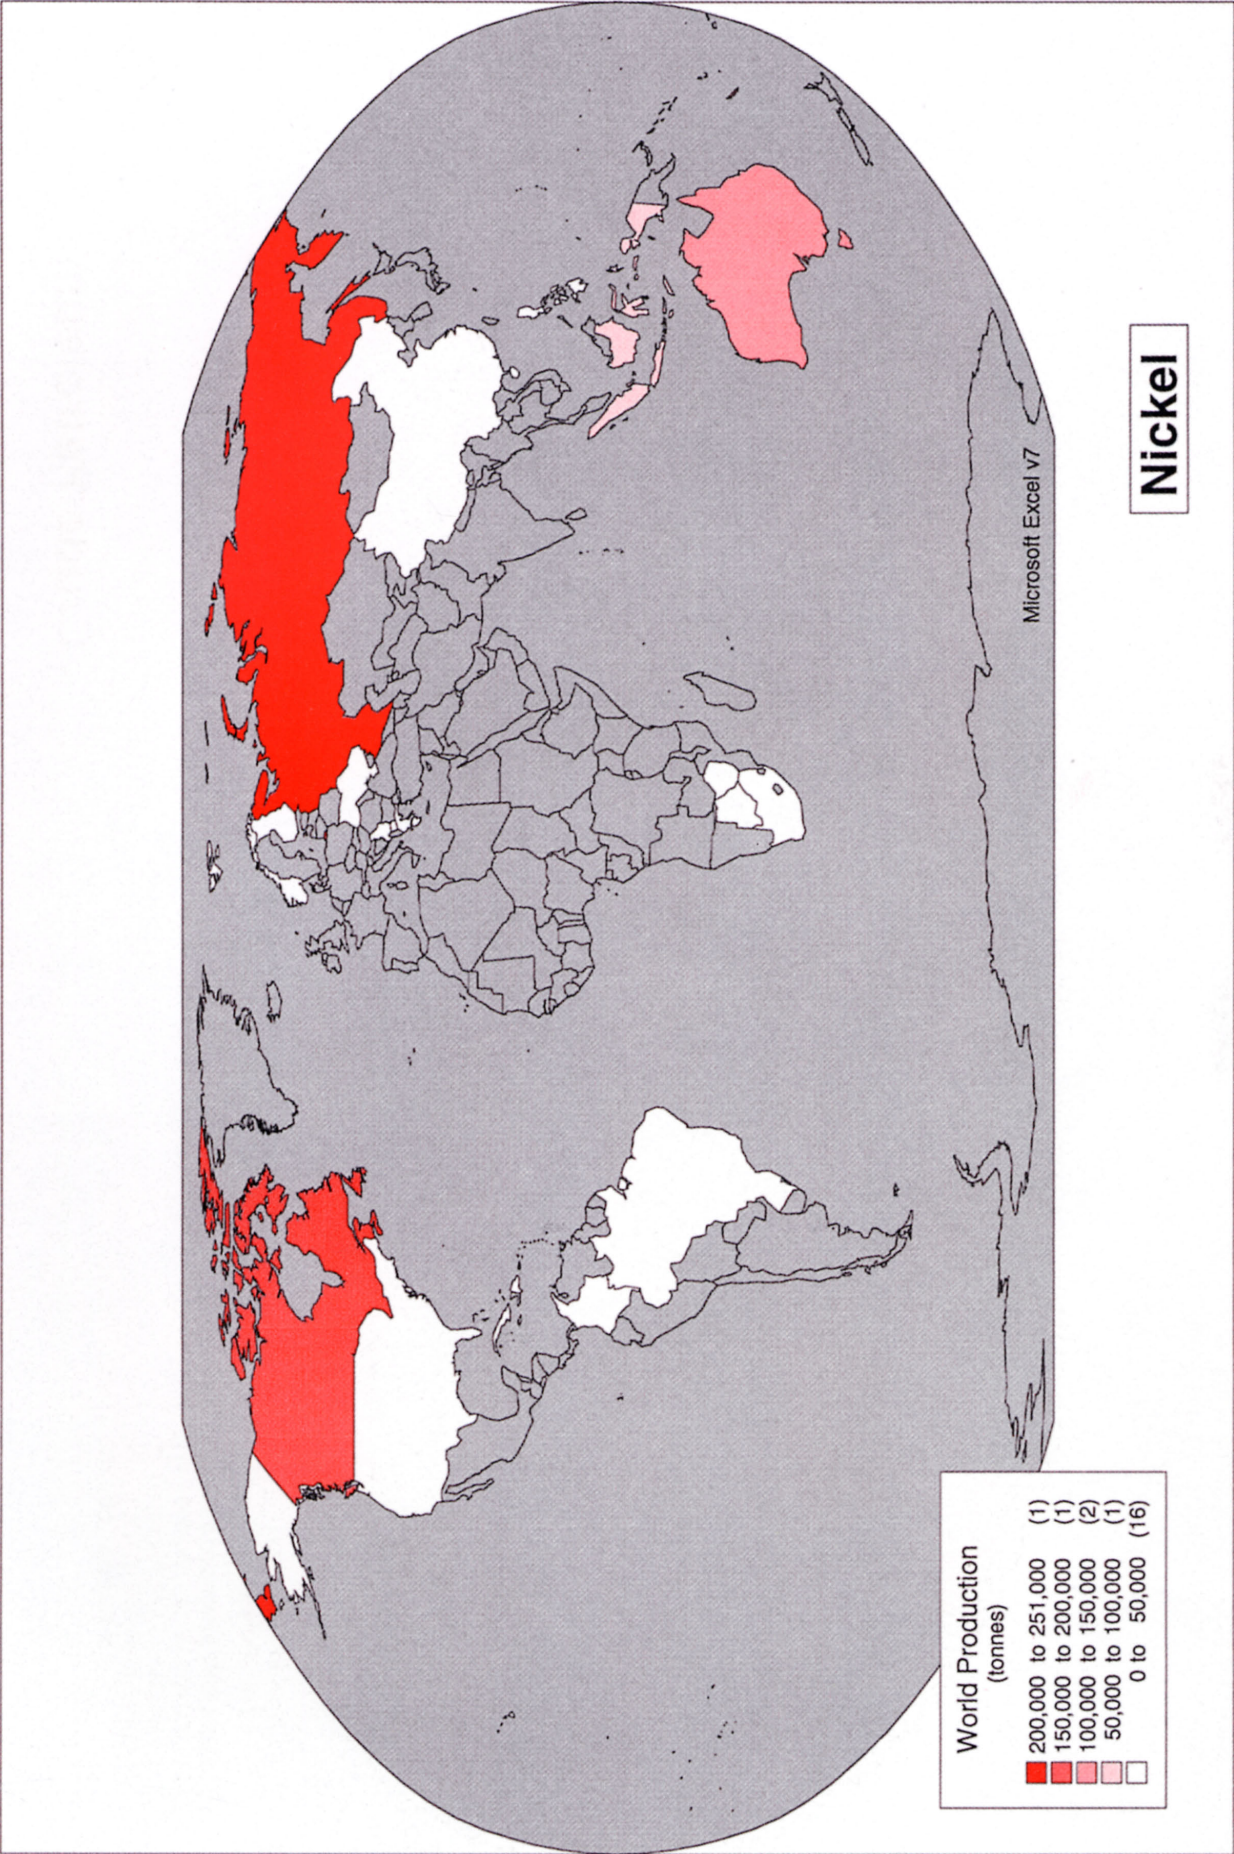 Nickel
Microsoft Excel v7
World Production
(tonnes)
200,000 to 251,000 (1)
150,000 to 200,000 (1)
100,000 to 150,000 (2)
50,000 to 100,000 (1)
0 to 50,000 (16)